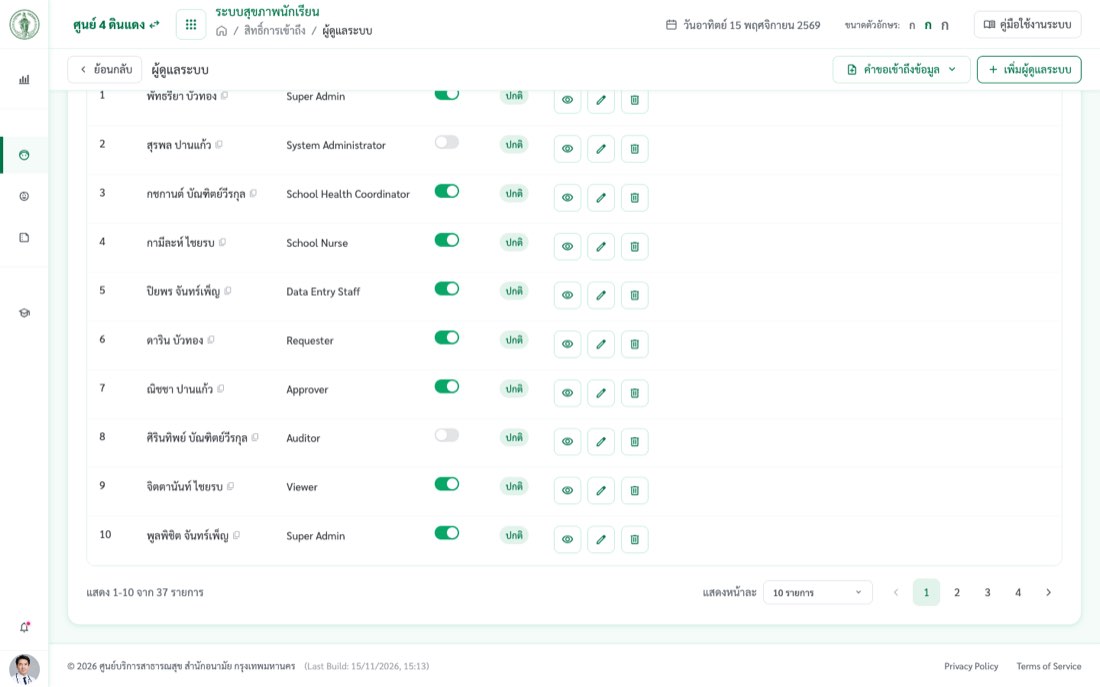 ศูนย์ 4 ดินแดง
ระบบสุขภาพนักเรียน
/ สิทธิ์การเข้าถึง / ผู้ดูแลระบบ
วันอาทิตย์ 15 พฤศจิกายน 2569
ขนาดตัวอักษร: ก ก ก
คู่มือใช้งานระบบ
ย้อนกลับ
ผู้ดูแลระบบ
คำขอเข้าถึงข้อมูล
+ เพิ่มผู้ดูแลระบบ
1 พัทธรียา บัวทอง Super Admin ปกติ
2 สุรพล ปานแก้ว System Administrator ปกติ
3 กชกานต์ บัณฑิตย์วีรกุล School Health Coordinator ปกติ
4 กามีละห์ ไชยรบ School Nurse ปกติ
5 ปิยพร จันทร์เพ็ญ Data Entry Staff ปกติ
6 ดาริน บัวทอง Requester ปกติ
7 ณิชชา ปานแก้ว Approver ปกติ
8 ศิรินทิพย์ บัณฑิตย์วีรกุล Auditor ปกติ
9 จิตตานันท์ ไชยรบ Viewer ปกติ
10 พูลพิชิต จันทร์เพ็ญ Super Admin ปกติ
แสดง 1-10 จาก 37 รายการ
แสดงหน้าละ 10 รายการ
1 2 3 4
© 2026 ศูนย์บริการสาธารณสุข สำนักอนามัย กรุงเทพมหานคร (Last Build: 15/11/2026, 15:13)
Privacy Policy Terms of Service